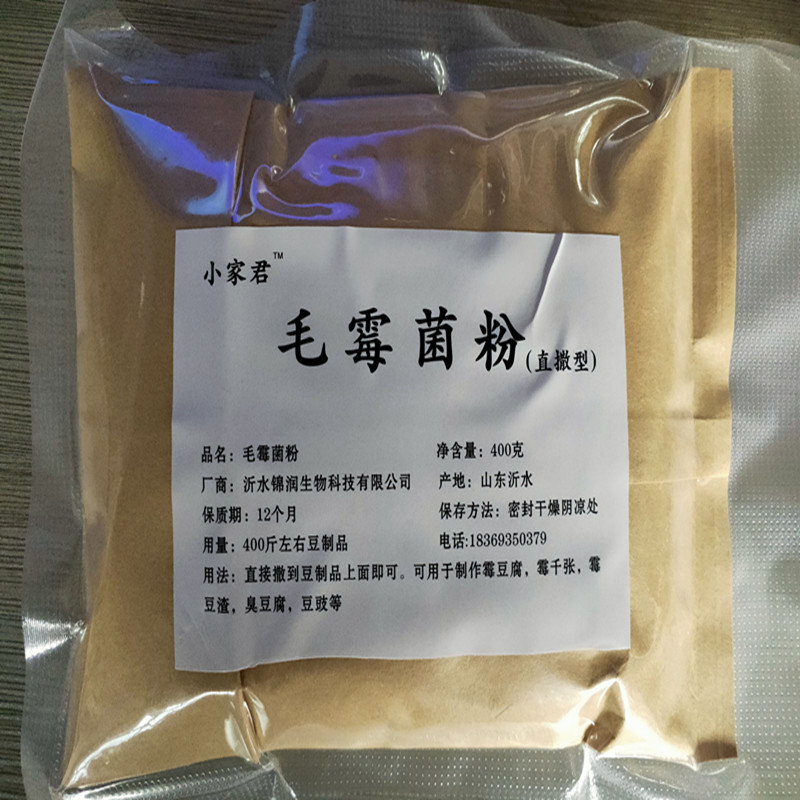 小家君™
毛霉菌粉(直撒型)
品名：毛霉菌粉 净含量：400克
厂商：沂水锦润生物科技有限公司 产地：山东沂水
保质期：12个月 保存方法：密封干燥阴凉处
用量：400斤左右豆制品 电话:18369350379
用法：直接撒到豆制品上面即可。可用于制作霉豆腐，霉千张，霉
豆渣，臭豆腐，豆豉等